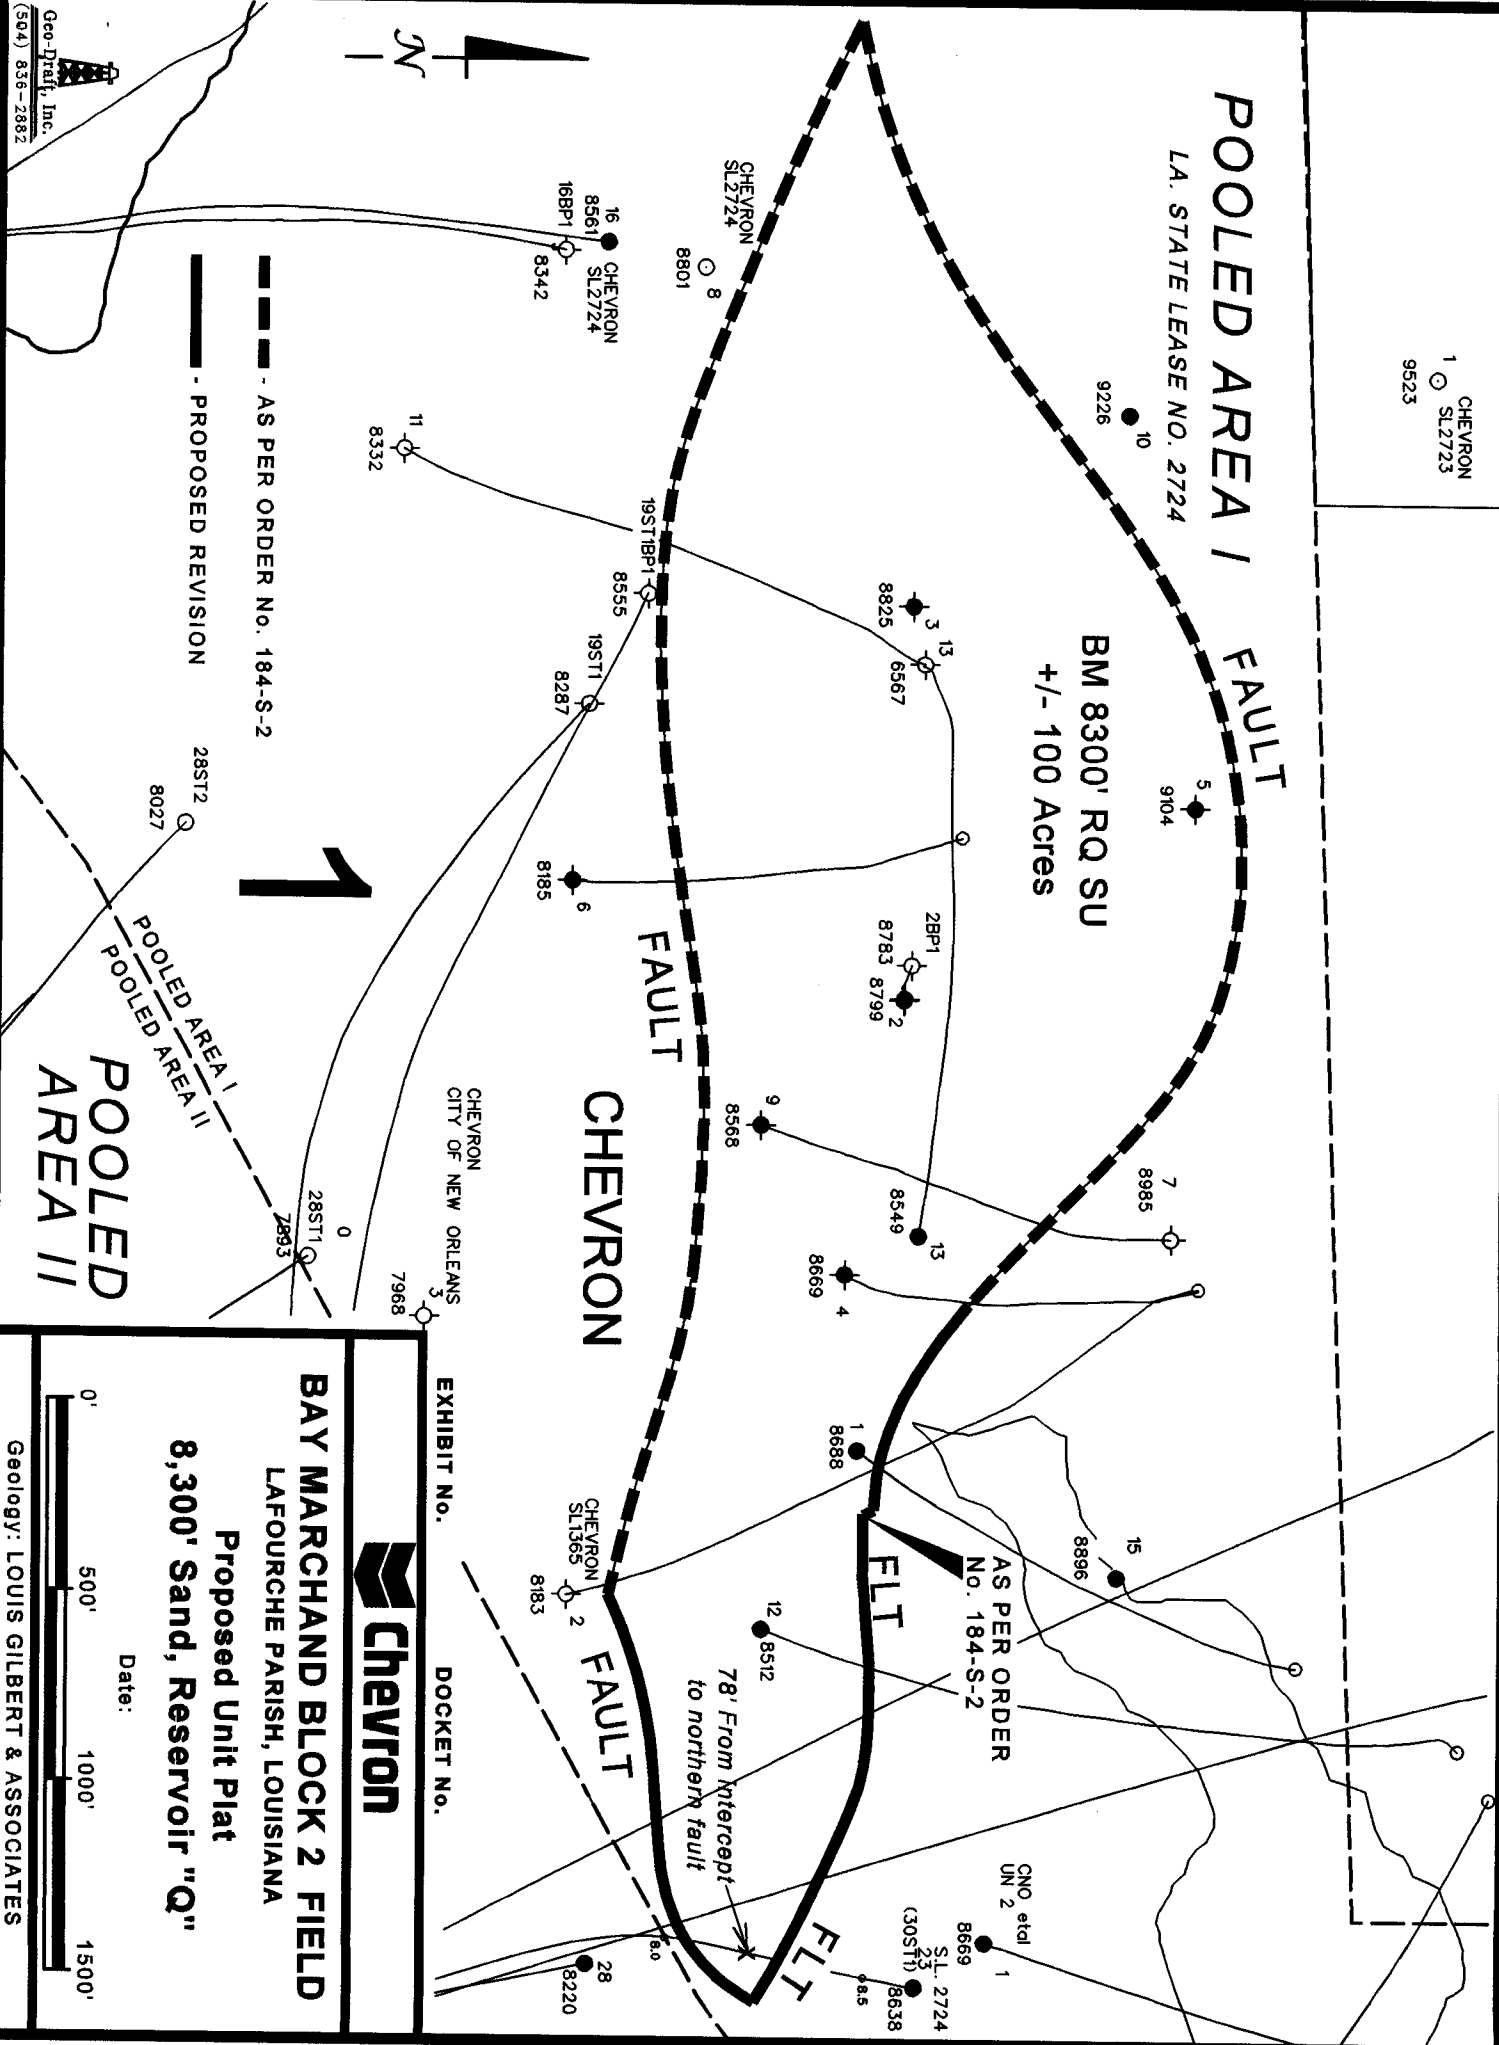 CHEVRON
SL2723
1
9523
POOLED AREA I
LA. STATE LEASE NO. 2724
10
9226
FAULT
5
9104
BM 8300' RQ SU
+/- 100 Acres
3
8825
13
6567
2BP1
8783
8799
2
7
8985
9
8568
8549
13
8669
4
1
8688
15
8896
AS PER ORDER
No. 184-S-2
FLT
12
8512
78' From intercept
to northern fault
FLT
CNO etal
UN 2
8669
1
S.L. 2724
23
(30ST1)
8638
8.5
8.0
28
8220
CHEVRON
SL2724
8
8801
16
8561
CHEVRON
SL2724
16BP1
8342
11
8332
19ST1BP1
8555
19ST1
8287
8185
6
FAULT
CHEVRON
CHEVRON
SL1365
8183
2
FAULT
CHEVRON
CITY OF NEW ORLEANS
3
7968
0
28ST1
7893
28ST2
8027
1
POOLED AREA I
POOLED AREA II
POOLED
AREA II
N
- AS PER ORDER No. 184-S-2
- PROPOSED REVISION
Geo-Draft, Inc.
(504) 836-2882
EXHIBIT No.
DOCKET No.
Chevron
BAY MARCHAND BLOCK 2 FIELD
LAFOURCHE PARISH, LOUISIANA
Proposed Unit Plat
8,300' Sand, Reservoir "Q"
Date:
0' 500' 1000' 1500'
Geology: LOUIS GILBERT & ASSOCIATES